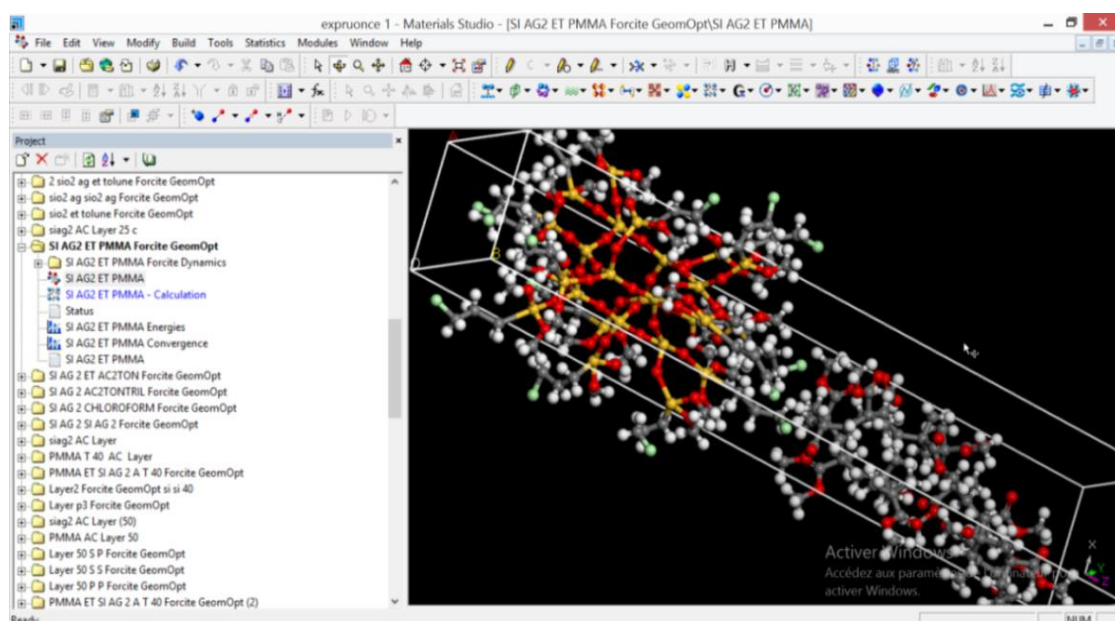 expruonce 1 - Materials Studio - [SI AG2 ET PMMA Forcite GeomOpt\SI AG2 ET PMMA]
File Edit View Modify Build Tools Statistics Modules Window Help
Project
2 sio2 ag et tolune Forcite GeomOpt
sio2 ag sio2 ag Forcite GeomOpt
sio2 et tolune Forcite GeomOpt
siag2 AC Layer 25 c
SI AG2 ET PMMA Forcite GeomOpt
SI AG2 ET PMMA Forcite Dynamics
SI AG2 ET PMMA
SI AG2 ET PMMA - Calculation
Status
SI AG2 ET PMMA Energies
SI AG2 ET PMMA Convergence
SI AG2 ET PMMA
SI AG 2 ET AC2TON Forcite GeomOpt
SI AG 2 AC2TONTRIL Forcite GeomOpt
SI AG 2 CHLOROFORM Forcite GeomOpt
SI AG 2 SI AG 2 Forcite GeomOpt
siag2 AC Layer
PMMA T 40 AC Layer
PMMA ET SI AG 2 A T 40 Forcite GeomOpt
Layer2 Forcite GeomOpt si si 40
Layer p3 Forcite GeomOpt
siag2 AC Layer (50)
PMMA AC Layer 50
Layer 50 S P Forcite GeomOpt
Layer 50 S S Forcite GeomOpt
Layer 50 P P Forcite GeomOpt
PMMA ET SI AG 2 A T 40 Forcite GeomOpt (2)
A
B
O
X
Y
Z
Activer Windows
Accédez aux
activer Windows.
Ready
NUM